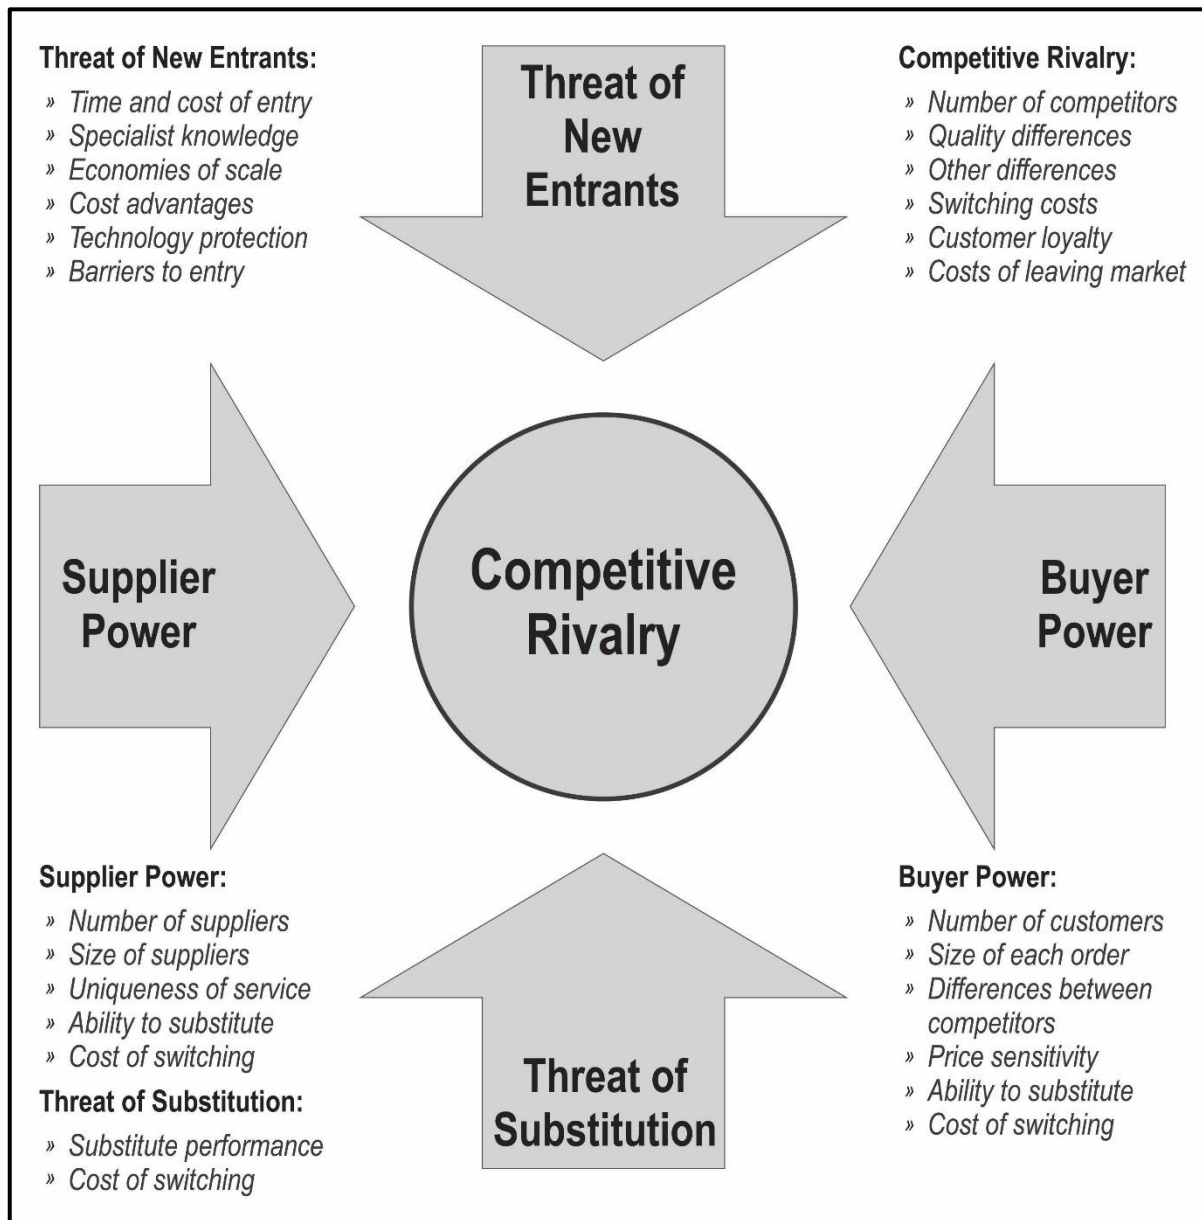 Threat of New Entrants:
» Time and cost of entry
» Specialist knowledge
» Economies of scale
» Cost advantages
» Technology protection
» Barriers to entry
Threat of
New
Entrants
Competitive Rivalry:
» Number of competitors
» Quality differences
» Other differences
» Switching costs
» Customer loyalty
» Costs of leaving market
Supplier
Power
Competitive
Rivalry
Buyer
Power
Supplier Power:
» Number of suppliers
» Size of suppliers
» Uniqueness of service
» Ability to substitute
» Cost of switching
Threat of Substitution:
» Substitute performance
» Cost of switching
Threat of
Substitution
Buyer Power:
» Number of customers
» Size of each order
» Differences between
competitors
» Price sensitivity
» Ability to substitute
» Cost of switching